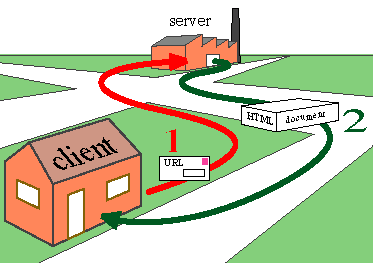 server
1
URL
HTML document
2
client